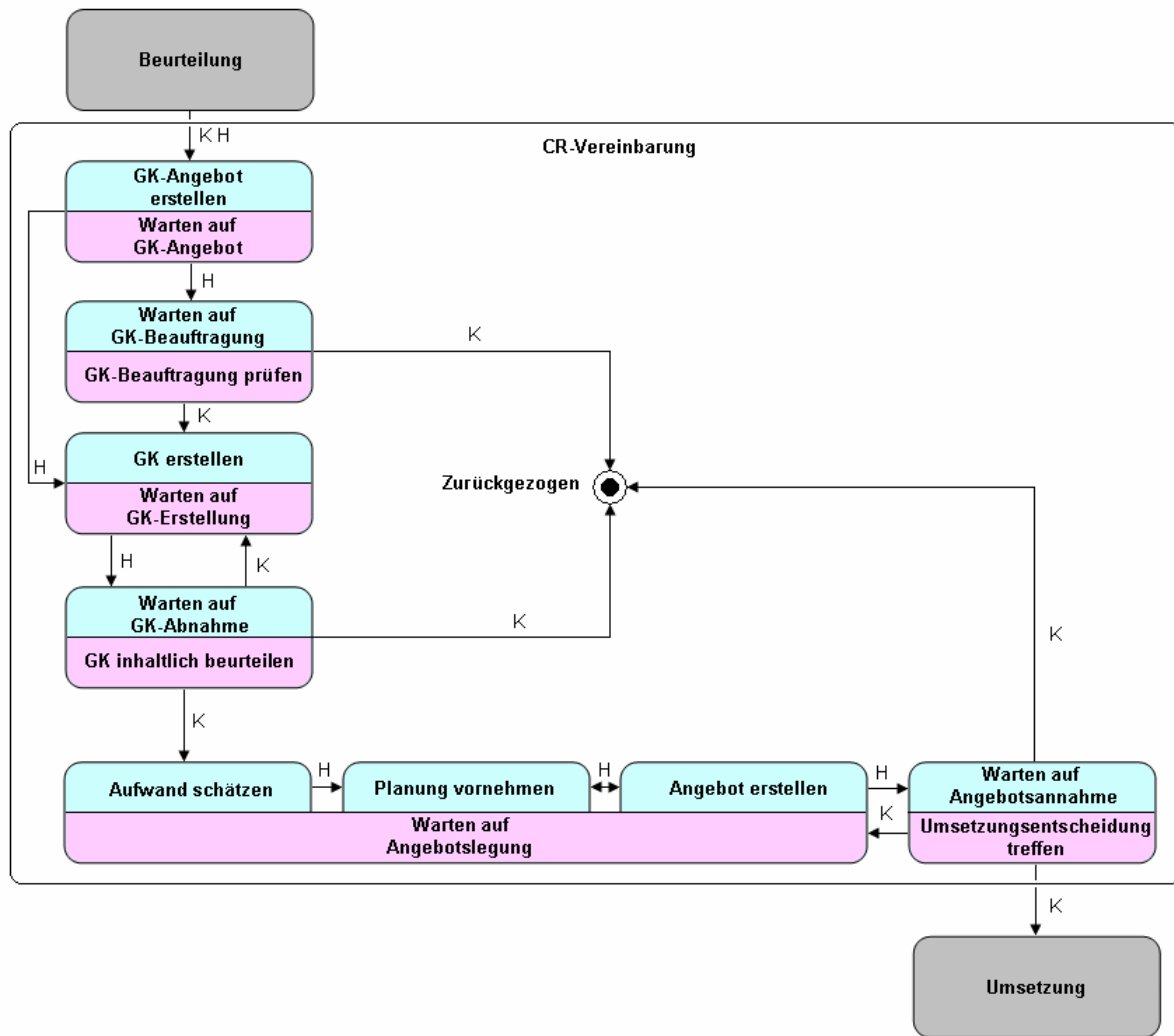 Beurteilung
K H
CR-Vereinbarung
GK-Angebot
erstellen
Warten auf
GK-Angebot
H
Warten auf
GK-Beauftragung
K
GK-Beauftragung prüfen
K
GK erstellen
H
Zurückgezogen
Warten auf
GK-Erstellung
H
K
Warten auf
GK-Abnahme
K
K
GK inhaltlich beurteilen
K
Aufwand schätzen
H
Planung vornehmen
H
Angebot erstellen
H
Warten auf
Angebotsannahme
Warten auf
Angebotslegung
K
Umsetzungsentscheidung
treffen
K
Umsetzung